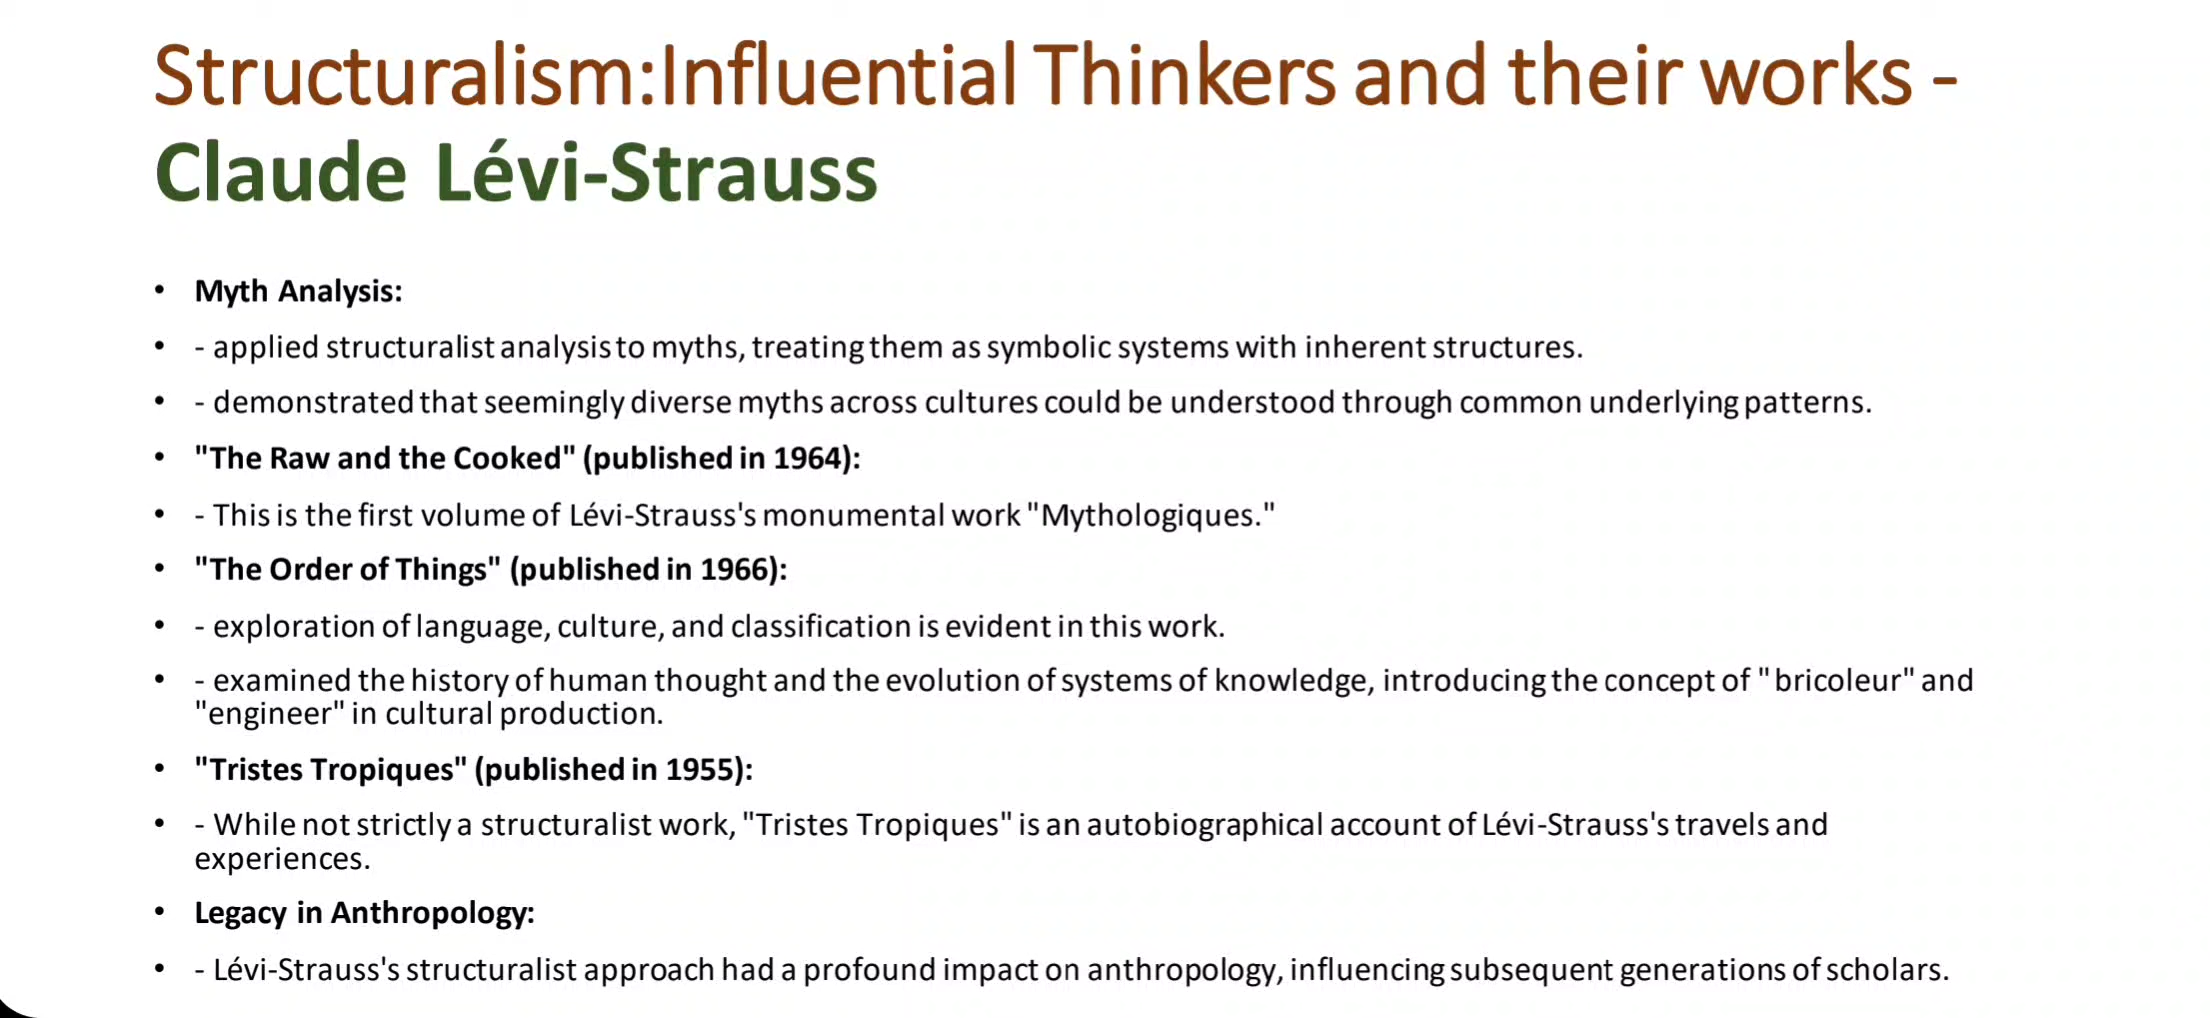 Structuralism:Influential Thinkers and their works -
Claude Lévi-Strauss
• Myth Analysis:
• - applied structuralist analysis to myths, treating them as symbolic systems with inherent structures.
• - demonstrated that seemingly diverse myths across cultures could be understood through common underlying patterns.
• "The Raw and the Cooked" (published in 1964):
• - This is the first volume of Lévi-Strauss's monumental work "Mythologiques."
• "The Order of Things" (published in 1966):
• - exploration of language, culture, and classification is evident in this work.
• - examined the history of human thought and the evolution of systems of knowledge, introducing the concept of "bricoleur" and
"engineer" in cultural production.
• "Tristes Tropiques" (published in 1955):
• - While not strictly a structuralist work, "Tristes Tropiques" is an autobiographical account of Lévi-Strauss's travels and
experiences.
• Legacy in Anthropology:
• - Lévi-Strauss's structuralist approach had a profound impact on anthropology, influencing subsequent generations of scholars.